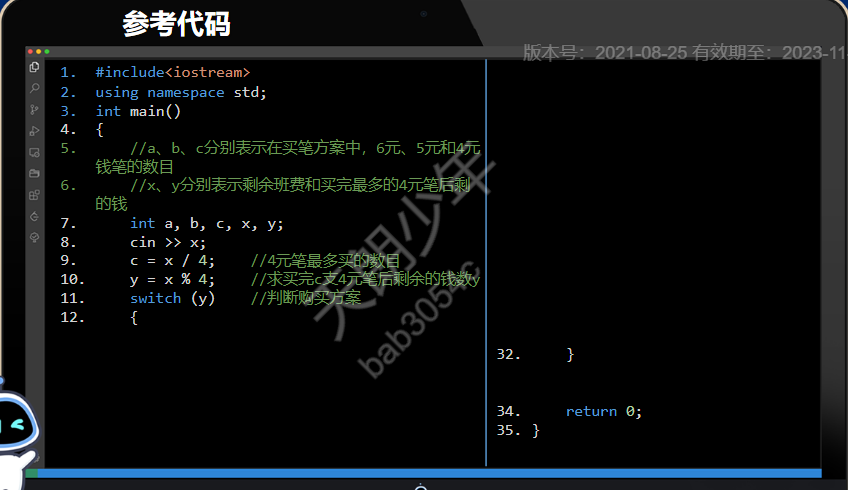 参考代码
版本号：2021-08-25 有效期至：2023-11
1. #include<iostream>
2. using namespace std;
3. int main()
4. {
5. //a、b、c分别表示在买笔方案中，6元、5元和4元
钱笔的数目
6. //x、y分别表示剩余班费和买完最多的4元笔后剩
的钱
7. int a, b, c, x, y;
8. cin >> x;
9. c = x / 4; //4元笔最多买的数目
10. y = x % 4; //求买完c支4元笔后剩余的钱数y
11. switch (y) //判断购买方案
12. {
32. }
34. return 0;
35. }
天朗少年
bab3054c